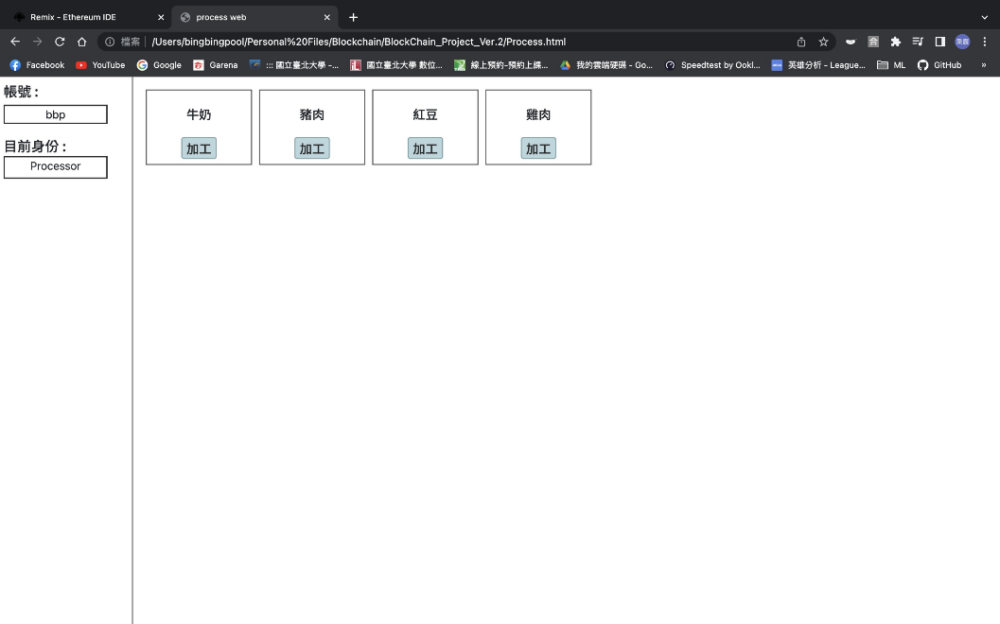 Remix - Ethereum IDE
process web
檔案
/Users/bingbingpool/Personal%20Files/Blockchain/BlockChain_Project_Ver.2/Process.html
Facebook
YouTube
Google
Garena
::: 國立臺北大學 -...
國立臺北大學 數位...
線上預約-預約上課...
我的雲端硬碟 - Go...
Speedtest by Ookl...
英雄分析 - League...
ML
GitHub
»
帳號 :
bbp
目前身份 :
Processor
牛奶
豬肉
紅豆
雞肉
加工
加工
加工
加工